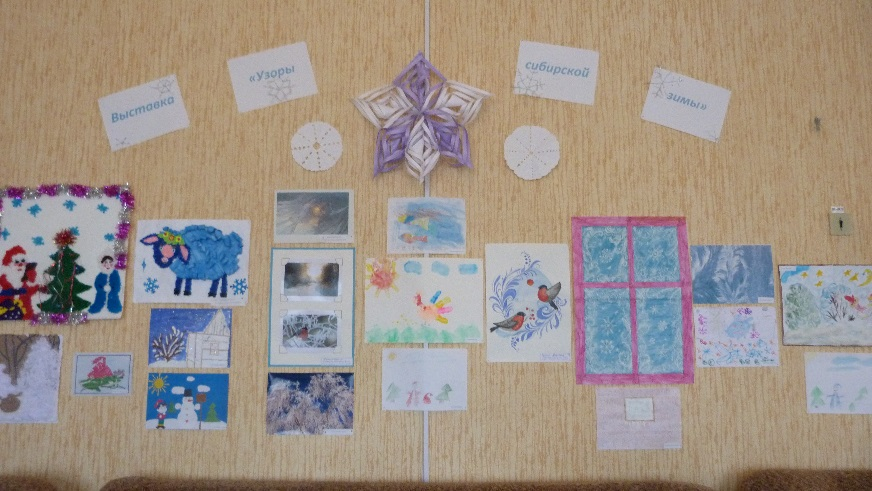 Выставка
«Узоры
сибирской
зимы»